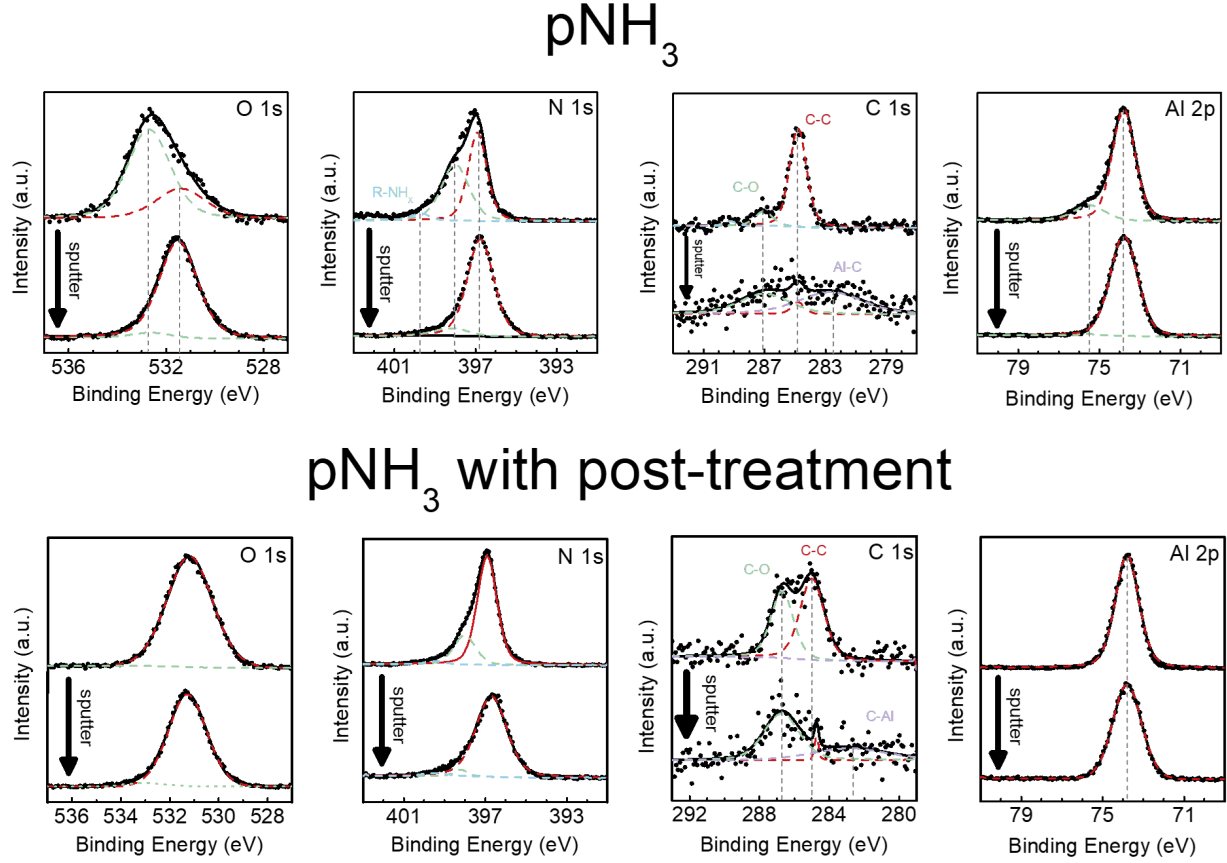 pNH₃
O 1s
N 1s
C 1s
Al 2p
R-NHₓ
C-O
C-C
Al-C
Intensity (a.u.)
Intensity (a.u.)
Intensity (a.u.)
Intensity (a.u.)
sputter
sputter
sputter
sputter
536 532 528
401 397 393
291 287 283 279
79 75 71
Binding Energy (eV)
Binding Energy (eV)
Binding Energy (eV)
Binding Energy (eV)
pNH₃ with post-treatment
O 1s
N 1s
C 1s
Al 2p
C-O
C-C
C-Al
Intensity (a.u.)
Intensity (a.u.)
Intensity (a.u.)
Intensity (a.u.)
sputter
sputter
sputter
sputter
536 534 532 530 528
401 397 393
292 288 284 280
79 75 71
Binding Energy (eV)
Binding Energy (eV)
Binding Energy (eV)
Binding Energy (eV)